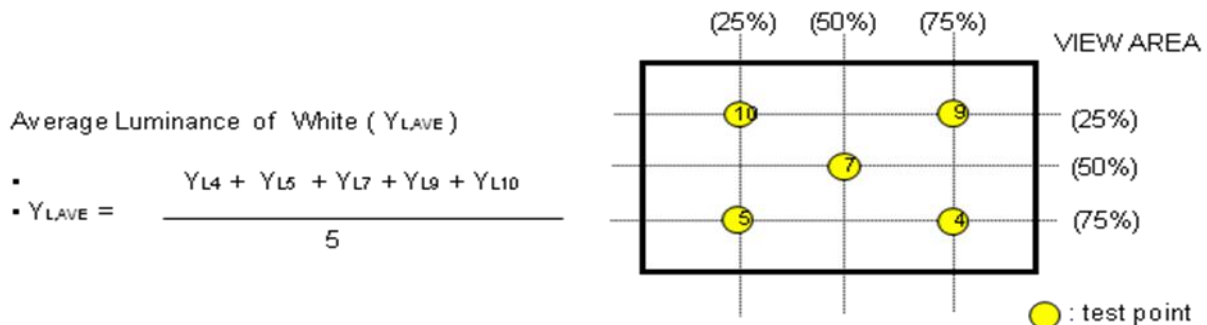 (25%) (50%) (75%)
VIEW AREA
Average Luminance of White ( YLAVE )
10 9 (25%)
▪ YL4 + YL5 + YL7 + YL9 + YL10
7 (50%)
▪ YLAVE =
5
5 4 (75%)
: test point